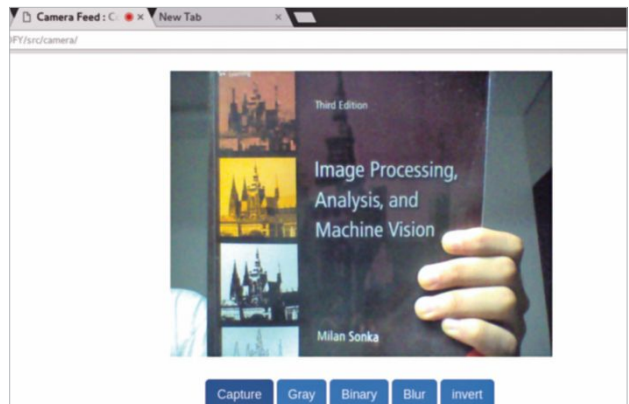 Camera Feed : C
New Tab
FY/src/camera/
Learning
Third Edition
Image Processing,
Analysis, and
Machine Vision
Milan Sonka
Capture
Gray
Binary
Blur
invert